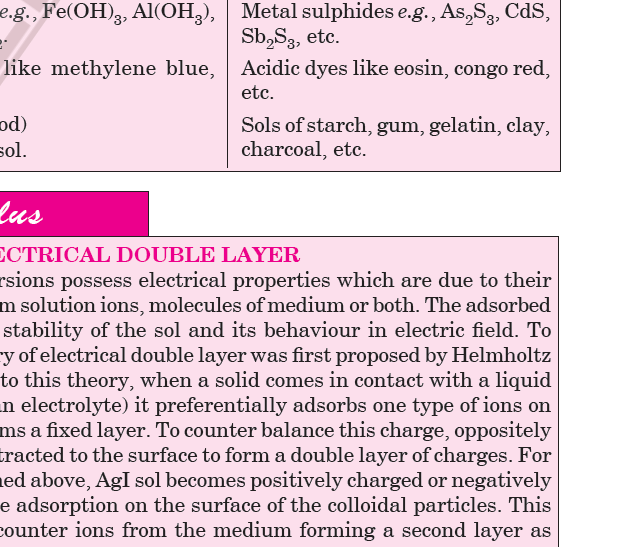 e.g., Fe(OH)₃, Al(OH₃),
₂.
like methylene blue,
od)
sol.
Metal sulphides e.g., As₂S₃, CdS,
Sb₂S₃, etc.
Acidic dyes like eosin, congo red,
etc.
Sols of starch, gum, gelatin, clay,
charcoal, etc.
lus
ECTRICAL DOUBLE LAYER
rsions possess electrical properties which are due to their
m solution ions, molecules of medium or both. The adsorbed
stability of the sol and its behaviour in electric field. To
ry of electrical double layer was first proposed by Helmholtz
to this theory, when a solid comes in contact with a liquid
an electrolyte) it preferentially adsorbs one type of ions on
ms a fixed layer. To counter balance this charge, oppositely
tracted to the surface to form a double layer of charges. For
ned above, AgI sol becomes positively charged or negatively
e adsorption on the surface of the colloidal particles. This
counter ions from the medium forming a second layer as